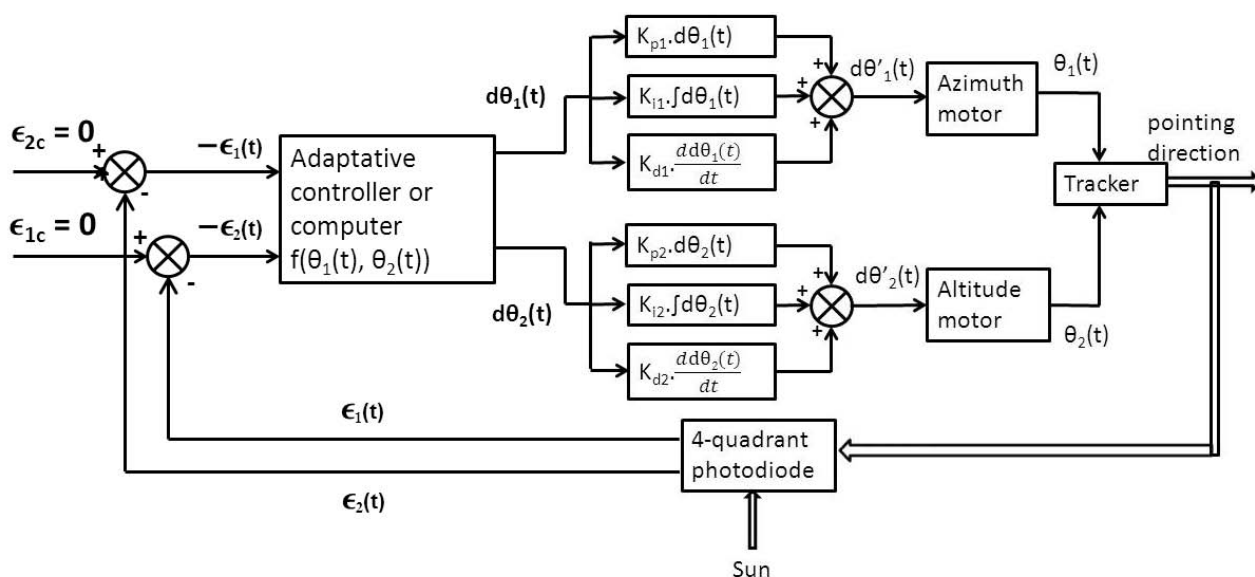 ϵ₂c = 0
+
-
−ϵ₁(t)
ϵ₁c = 0
+
-
−ϵ₂(t)
Adaptative
controller or
computer
f(θ₁(t), θ₂(t))
dθ₁(t)
dθ₂(t)
Kp1.dθ₁(t)
Ki1.∫dθ₁(t)
Kd1.ddθ₁(t)/dt
+
+
+
dθ'₁(t)
Azimuth
motor
θ₁(t)
Kp2.dθ₂(t)
Ki2.∫dθ₂(t)
Kd2.ddθ₂(t)/dt
+
+
+
dθ'₂(t)
Altitude
motor
θ₂(t)
pointing
direction
Tracker
ϵ₁(t)
ϵ₂(t)
4-quadrant
photodiode
Sun